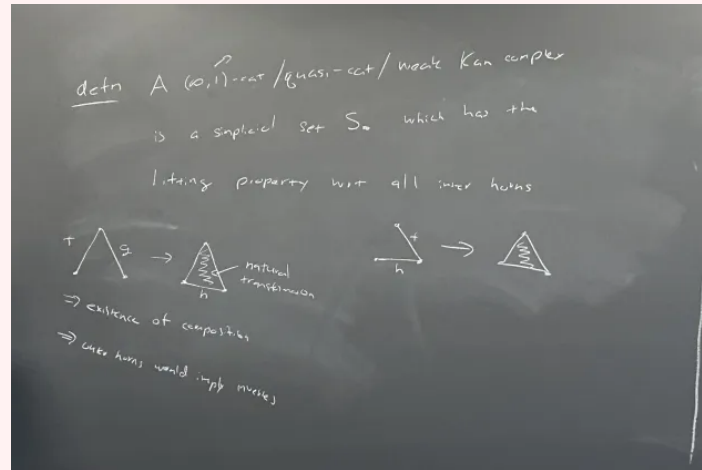 defn A (∞,1)-cat / quasi-cat / weak Kan complex
is a simplicial set S. which has the
lifting property wrt all inner horns
f g → h natural
transformation
f h →
⇒ existence of composition
⇒ outer horns would imply inverses